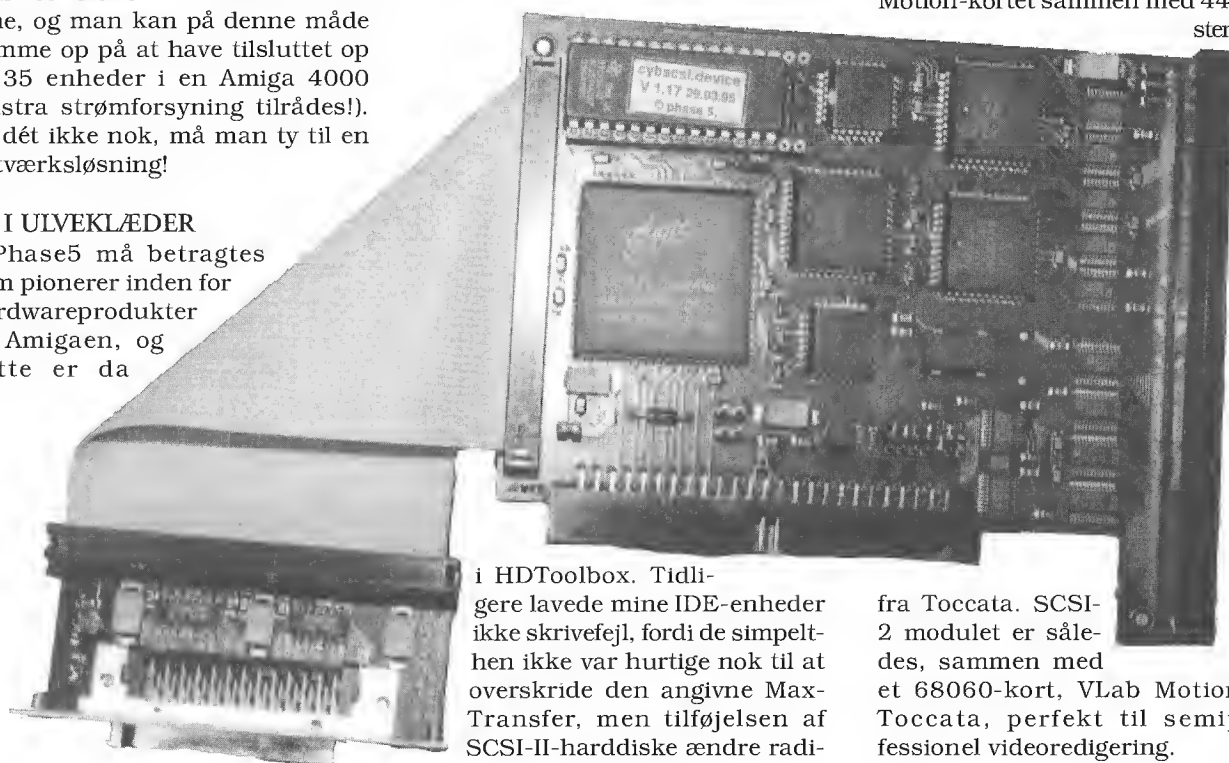 ne, og man kan på denne måde
mme op på at have tilsluttet op
35 enheder i en Amiga 4000
stra strømforsyning tilrådes!).
dét ikke nok, må man ty til en
tværksløsning!
I ULVEKLÆDER
Phase5 må betragtes
m pionerer inden for
rdwareprodukter
Amigaen, og
tte er da
cybscsi.device
V 1.17 29.03.95
© phase 5
i HDToolbox. Tidli-
gere lavede mine IDE-enheder
ikke skrivefejl, fordi de simpelt-
hen ikke var hurtige nok til at
overskride den angivne Max-
Transfer, men tilføjelsen af
SCSI-II-harddiske ændre radi-
Motion-kortet sammen med 44
ster
fra Toccata. SCSI-
2 modulet er såle-
des, sammen med
et 68060-kort, VLab Motion
Toccata, perfekt til semip
fessionel videoredigering.